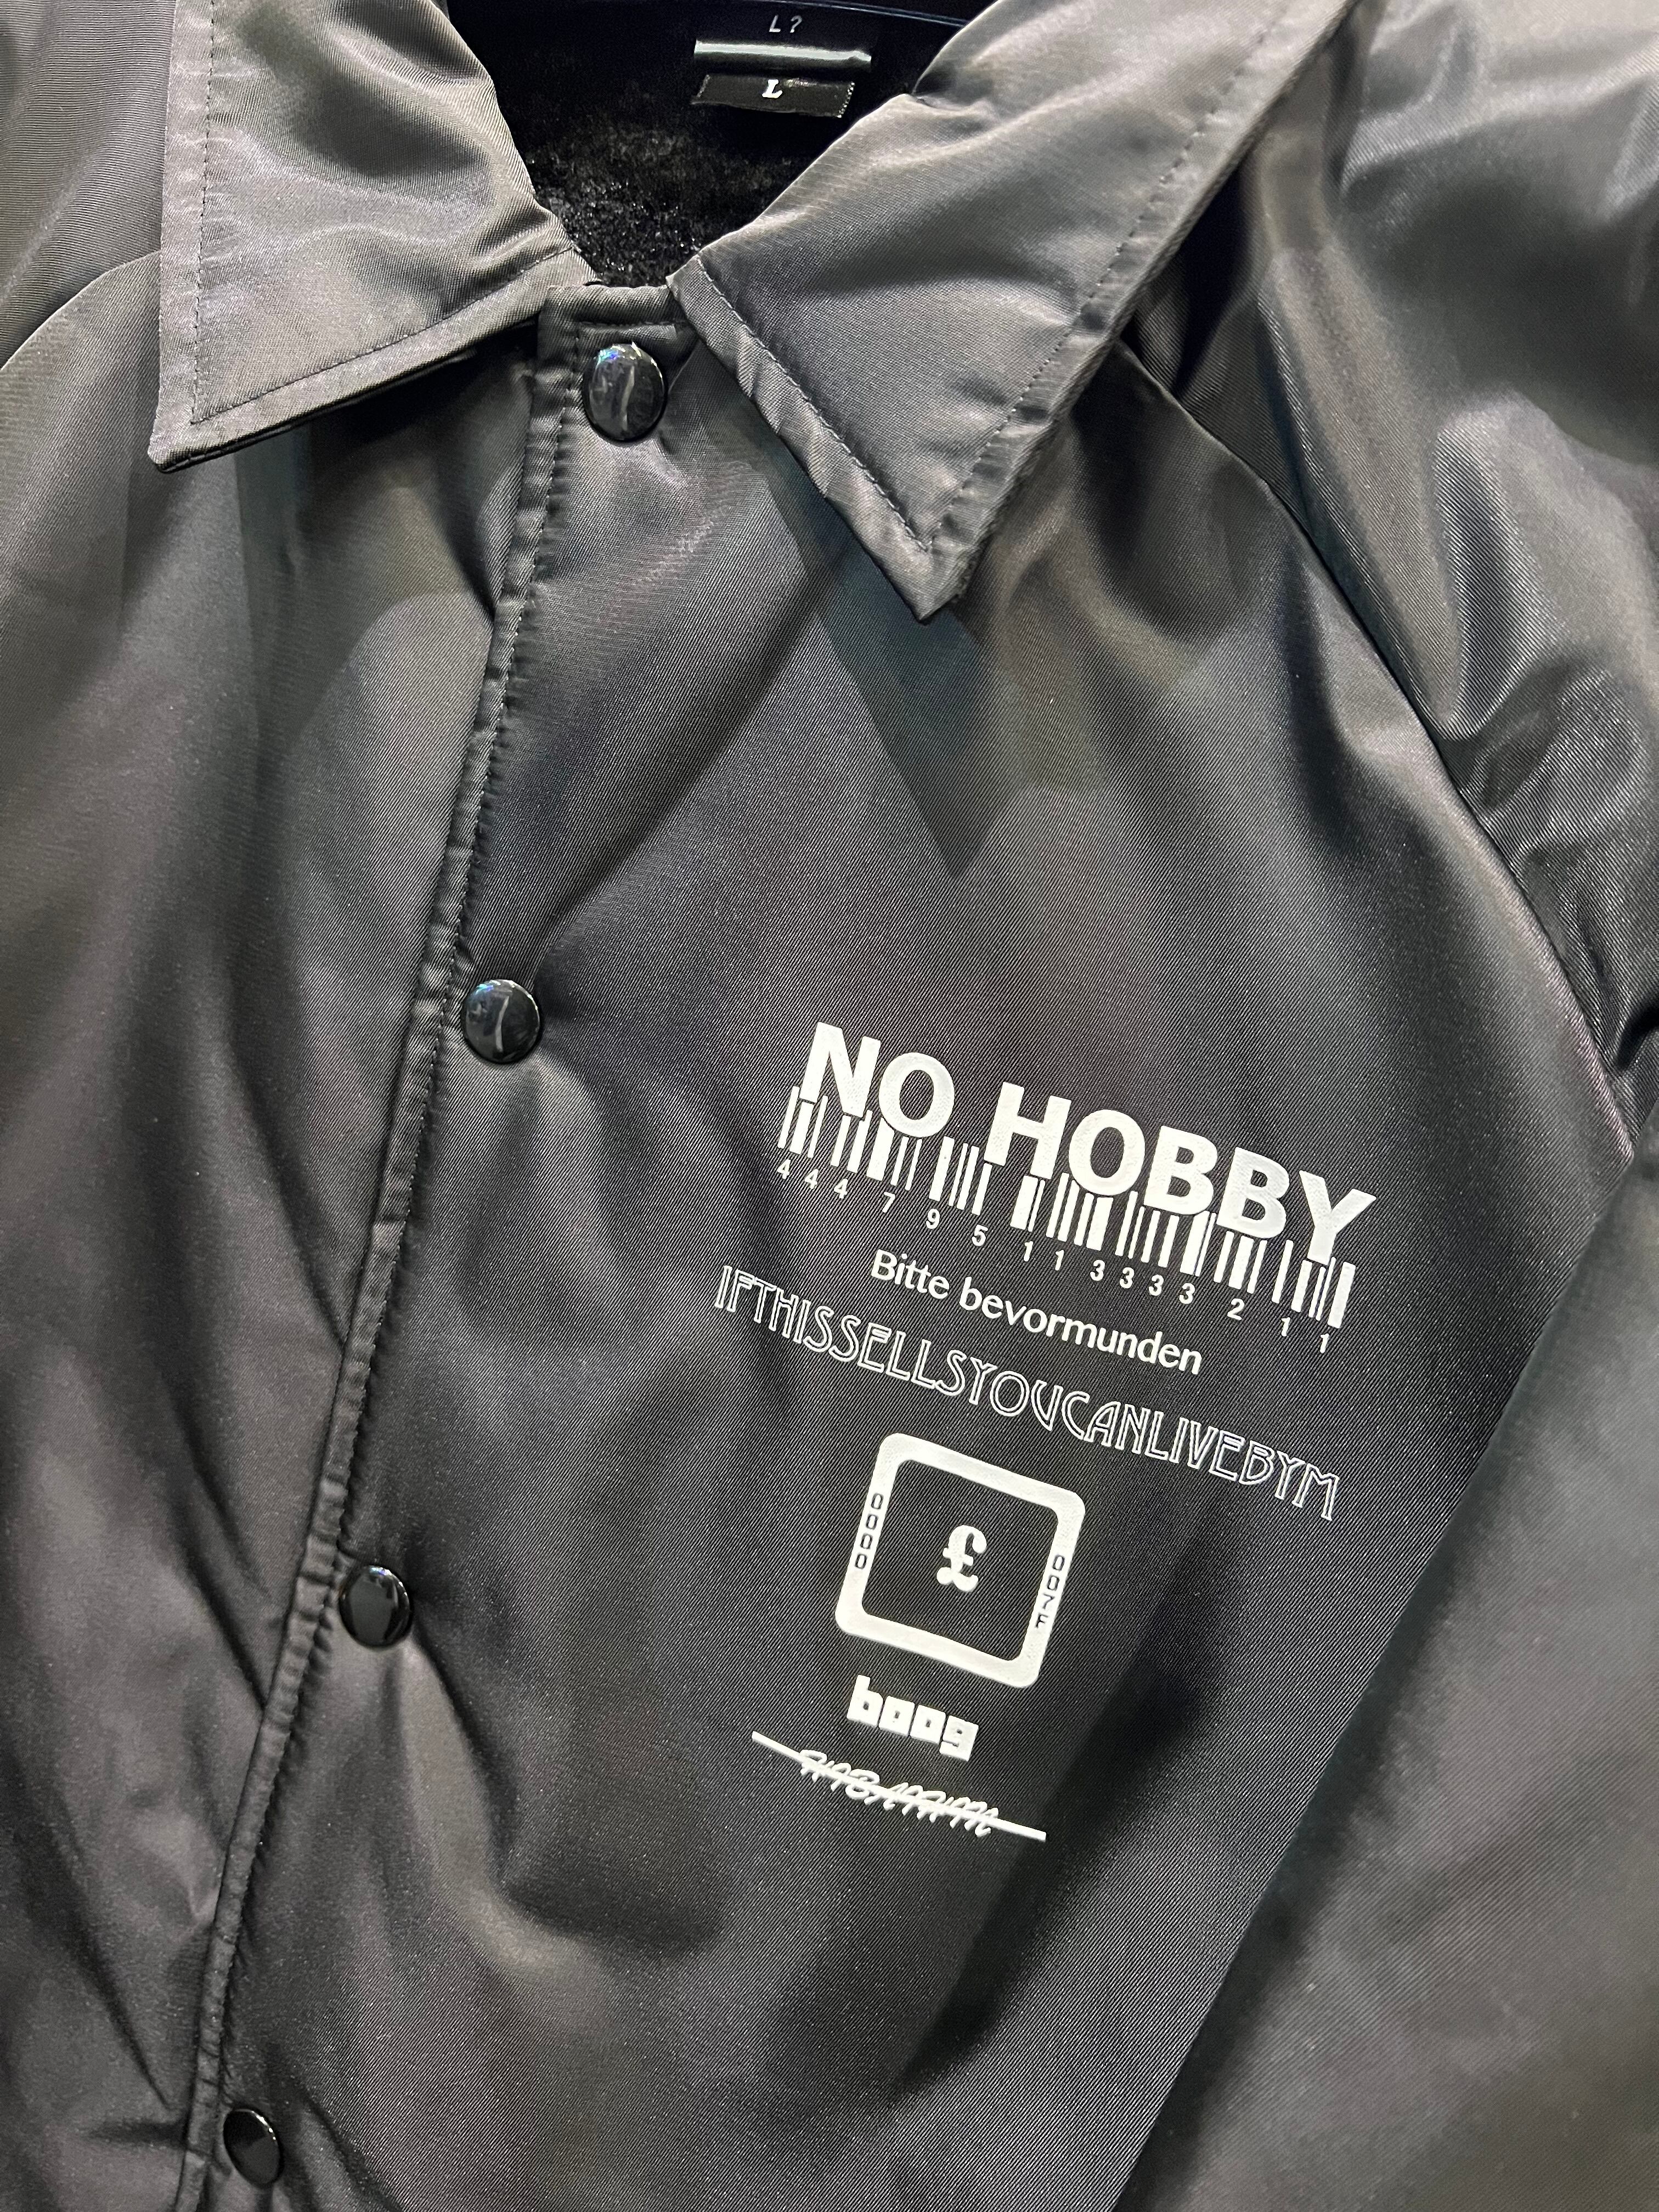 L?
L
NO HOBBY
4 4 4 7 9 5 1 1 3 3 3 3 2 1 1
Bitte bevormunden
IFTHISSELLSYOUCANLIVEBYM
0000
£
007F
boog